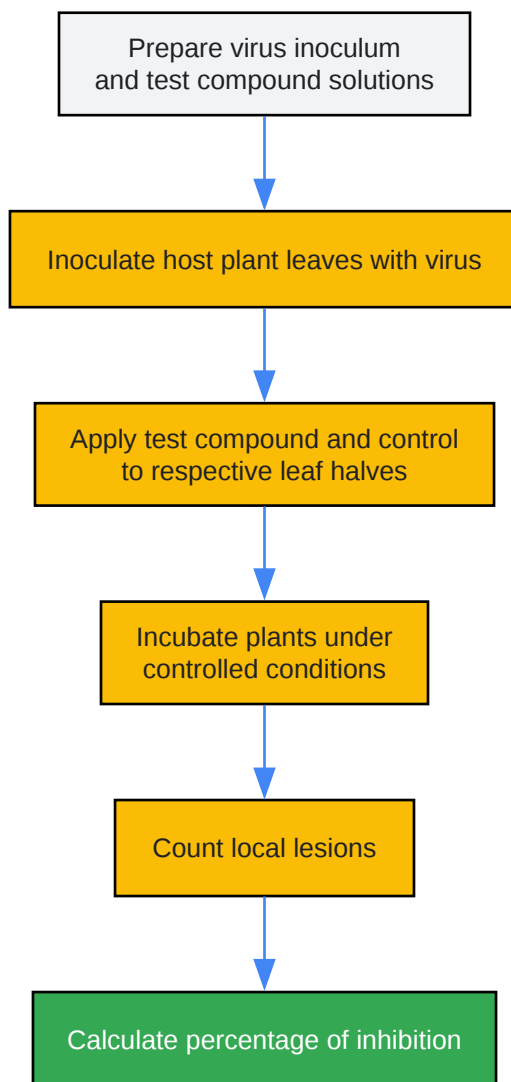 Prepare virus inoculum
and test compound solutions
Inoculate host plant leaves with virus
Apply test compound and control
to respective leaf halves
Incubate plants under
controlled conditions
Count local lesions
Calculate percentage of inhibition